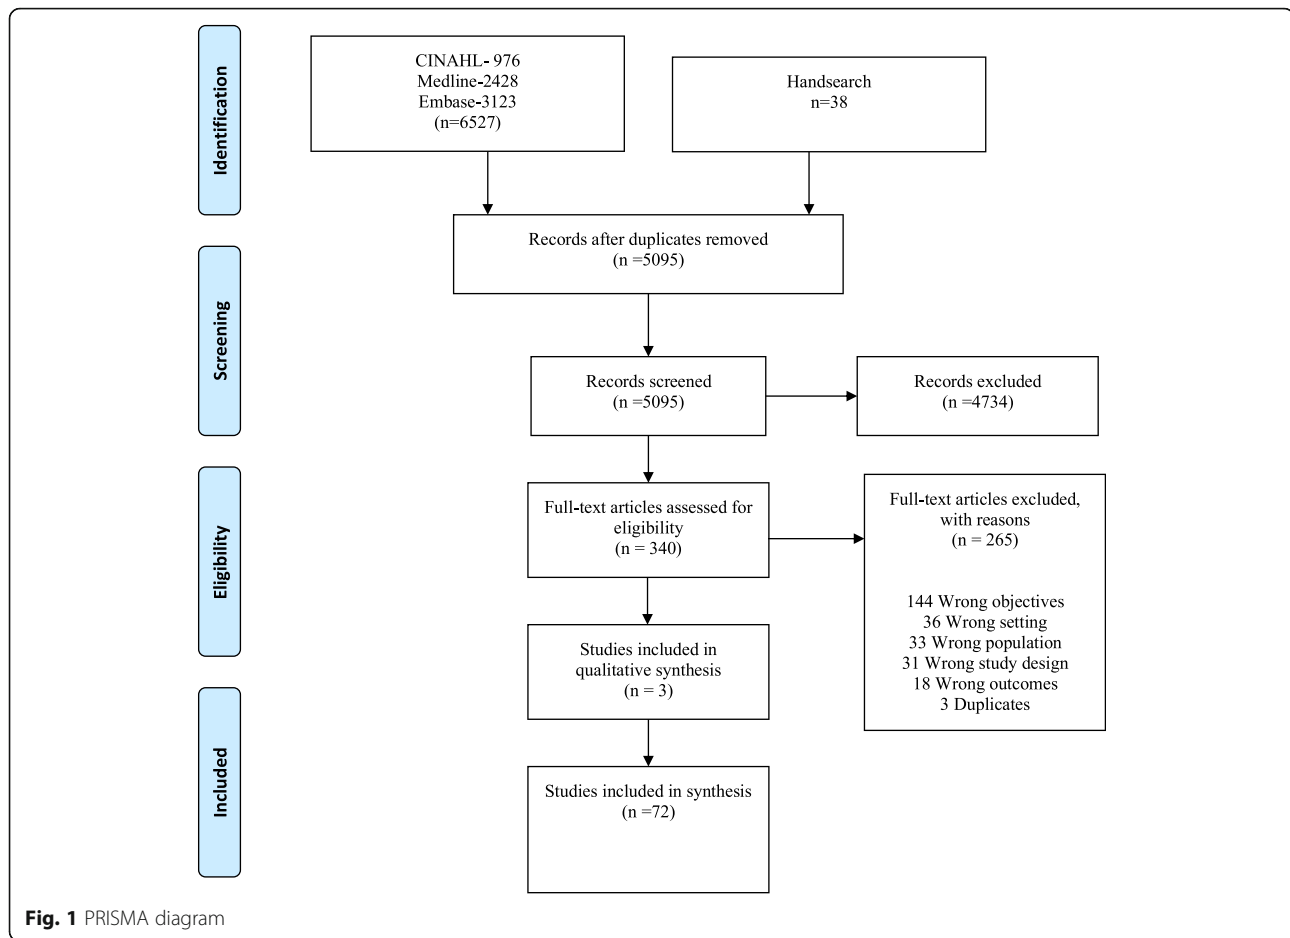 Identification
CINAHL- 976
Medline-2428
Embase-3123
(n=6527)
Handsearch
n=38
Records after duplicates removed
(n =5095)
Screening
Records screened
(n =5095)
Records excluded
(n =4734)
Eligibility
Full-text articles assessed for
eligibility
(n = 340)
Full-text articles excluded,
with reasons
(n = 265)
144 Wrong objectives
36 Wrong setting
33 Wrong population
31 Wrong study design
18 Wrong outcomes
3 Duplicates
Studies included in
qualitative synthesis
(n = 3)
Included
Studies included in synthesis
(n =72)
Fig. 1 PRISMA diagram